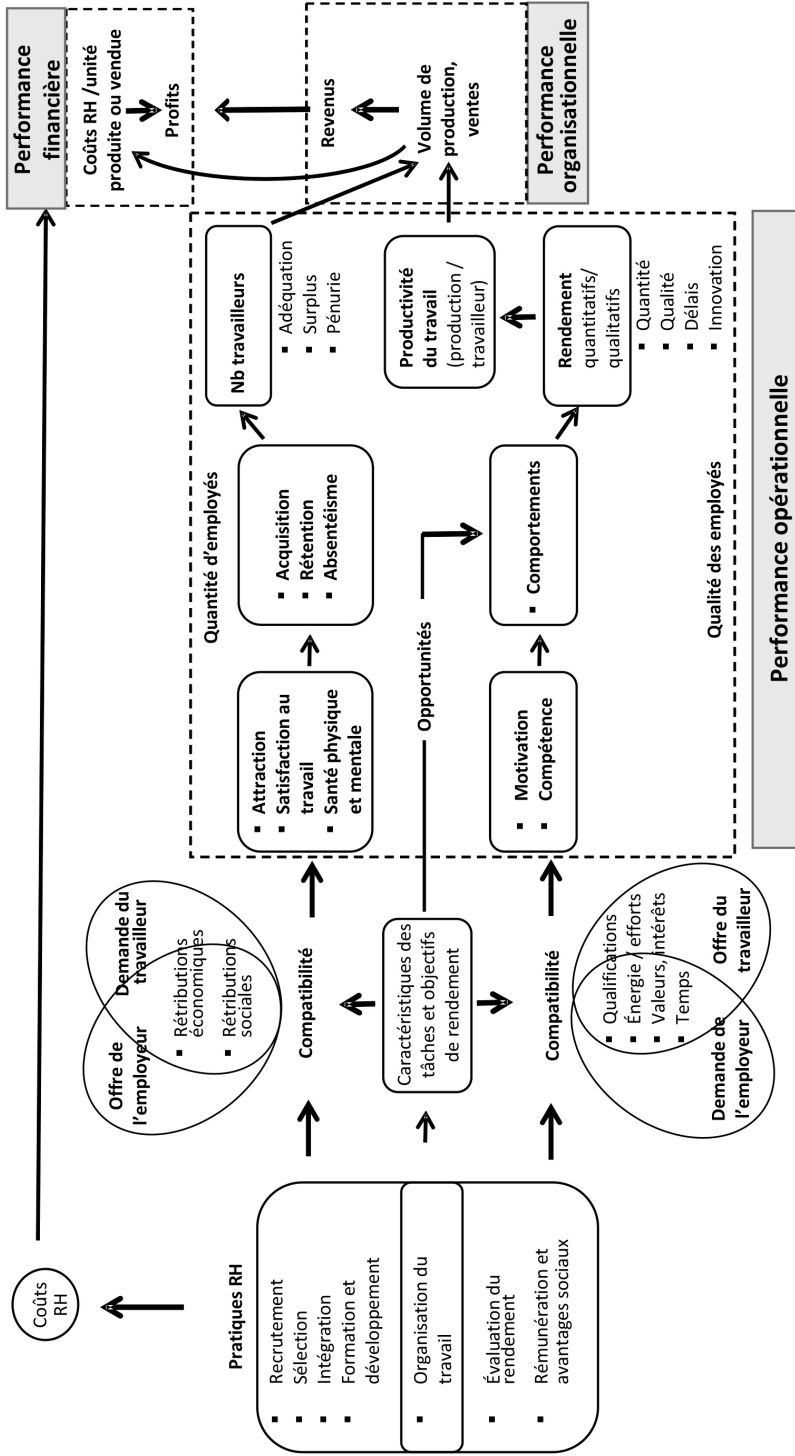 Coûts
RH
Pratiques RH
Recrutement
Sélection
Intégration
Formation et
développement
Organisation du
travail
Évaluation du
rendement
Rémunération et
avantages sociaux
Offre de
l'employeur
Demande du
travailleur
Rétributions
économiques
Rétributions
sociales
Compatibilité
Caractéristiques des
tâches et objectifs
de rendement
Compatibilité
Qualifications
Énergie / efforts
Valeurs, intérêts
Temps
Demande de
l'employeur
Offre du
travailleur
Quantité d'employés
Attraction
Satisfaction au
travail
Santé physique
et mentale
Acquisition
Rétention
Absentéisme
Nb travailleurs
Adéquation
Surplus
Pénurie
Opportunités
Motivation
Compétence
Comportements
Productivité
du travail
(production /
travailleur)
Rendement
quantitatifs/
qualitatifs
Quantité
Qualité
Délais
Innovation
Qualité des employés
Performance opérationnelle
Performance
financière
Coûts RH /unité
produite ou vendue
Profits
Revenus
Volume de
production,
ventes
Performance
organisationnelle